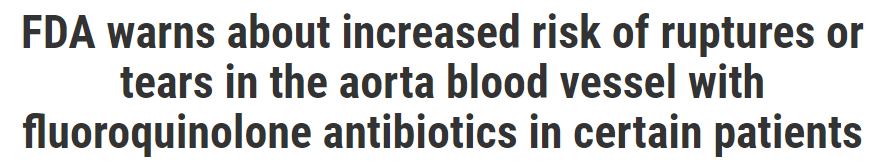 FDA warns about increased risk of ruptures or
tears in the aorta blood vessel with
fluoroquinolone antibiotics in certain patients